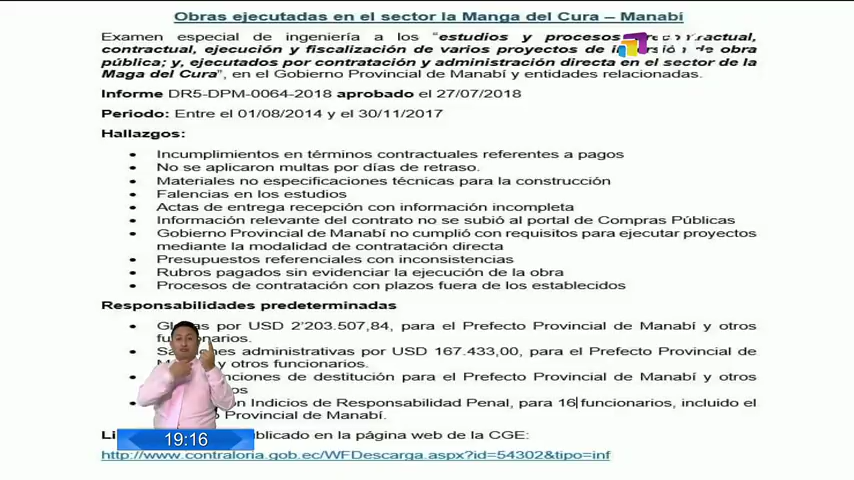 Obras ejecutadas en el sector la Manga del Cura – Manabí
Examen especial de ingeniería a los "estudios y procesos
contractual, ejecución y fiscalización de varios proyectos de de obra
pública; y, ejecutados por contratación y administración directa en el sector de la
Maga del Cura", en el Gobierno Provincial de Manabí y entidades relacionadas.
Informe DR5-DPM-0064-2018 aprobado el 27/07/2018
Periodo: Entre el 01/08/2014 y el 30/11/2017
Hallazgos:
• Incumplimientos en términos contractuales referentes a pagos
• No se aplicaron multas por días de retraso.
• Materiales no especificaciones técnicas para la construcción
• Falencias en los estudios
• Actas de entrega recepción con información incompleta
• Información relevante del contrato no se subió al portal de Compras Públicas
• Gobierno Provincial de Manabí no cumplió con requisitos para ejecutar proyectos
mediante la modalidad de contratación directa
• Presupuestos referenciales con inconsistencias
• Rubros pagados sin evidenciar la ejecución de la obra
• Procesos de contratación con plazos fuera de los establecidos
Responsabilidades predeterminadas
• por USD 2'203.507,84, para el Prefecto Provincial de Manabí y otros
• administrativas por USD 167.433,00, para el Prefecto Provincial de
y otros funcionarios.
• de destitución para el Prefecto Provincial de Manabí y otros
• Indicios de Responsabilidad Penal, para 16 funcionarios, incluido el
Provincial de Manabí.
en la página web de la CGE:
19:16
http://www.contraloria.gob.ec/WFDescarga.aspx?id=54302&tipo=inf